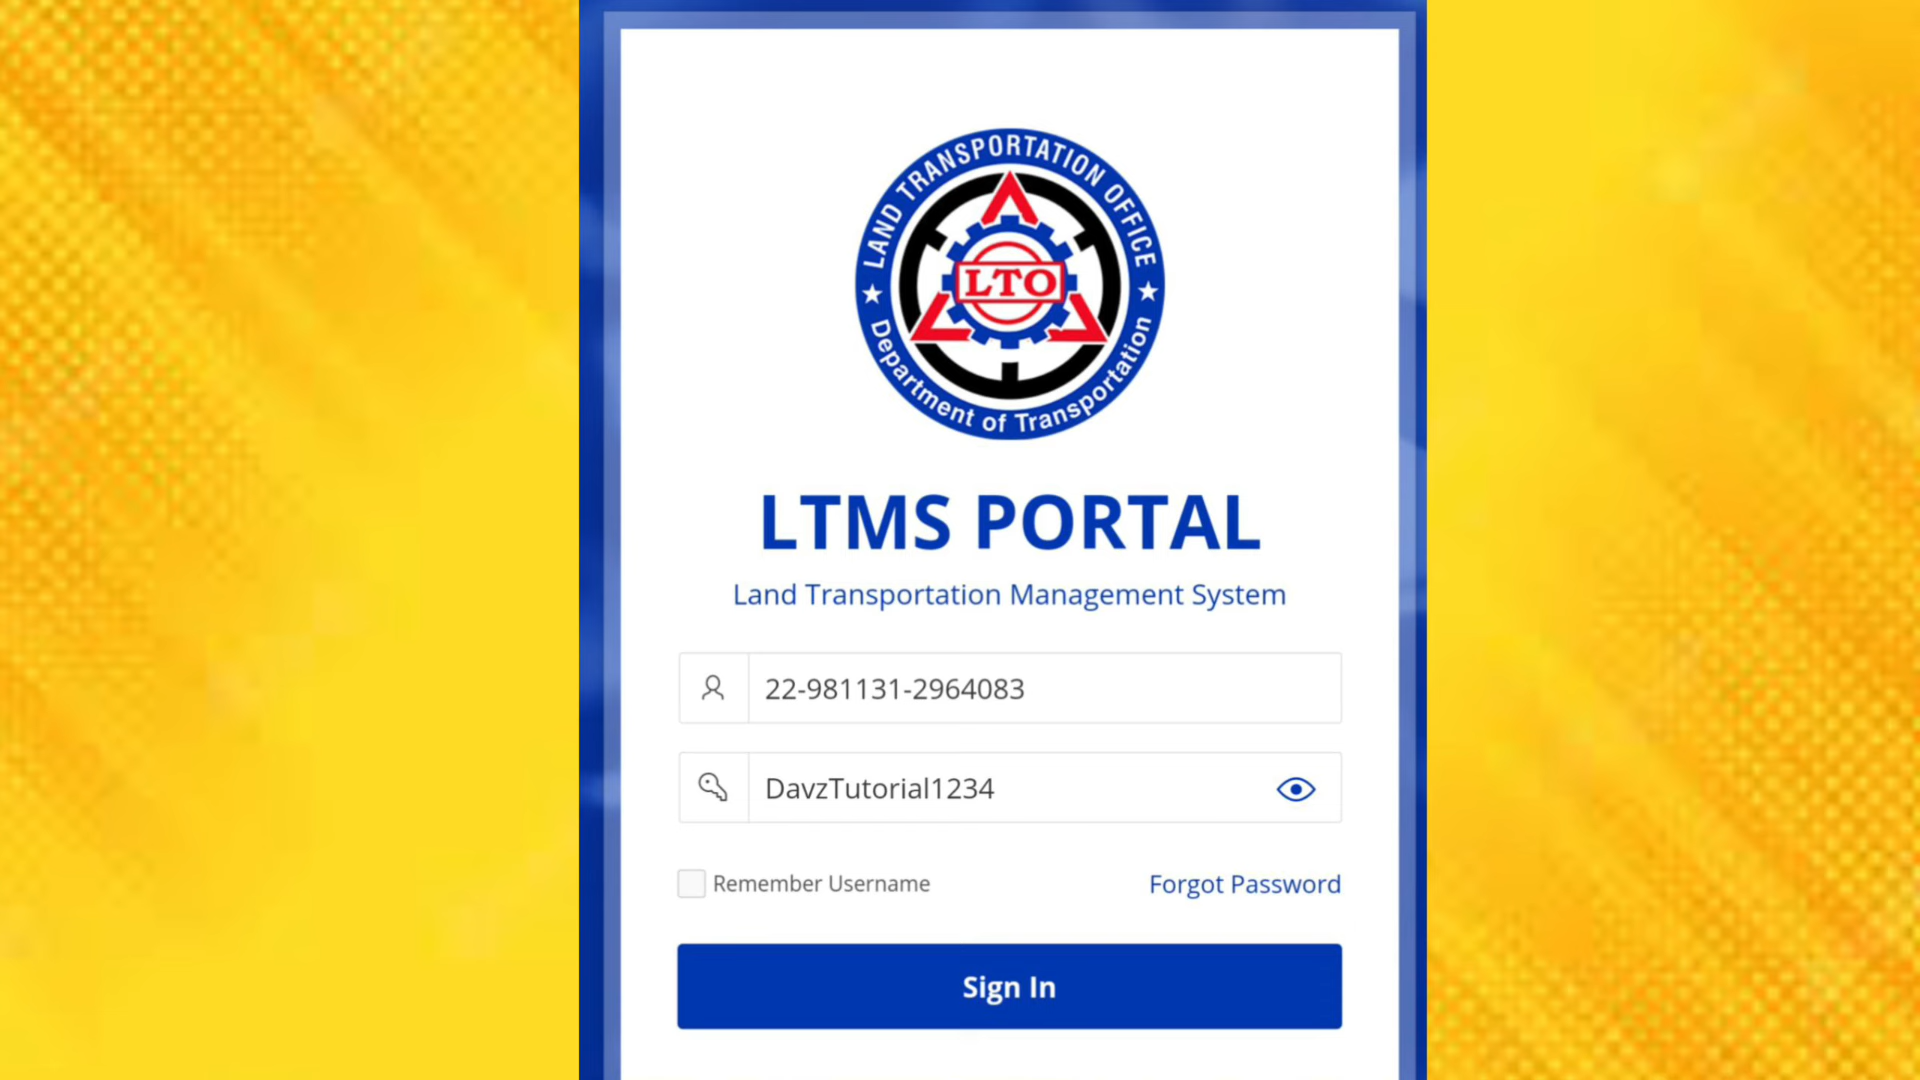 LAND TRANSPORTATION OFFICE
LTO
Department of Transportation
LTMS PORTAL
Land Transportation Management System
22-981131-2964083
DavzTutorial1234
Remember Username
Forgot Password
Sign In